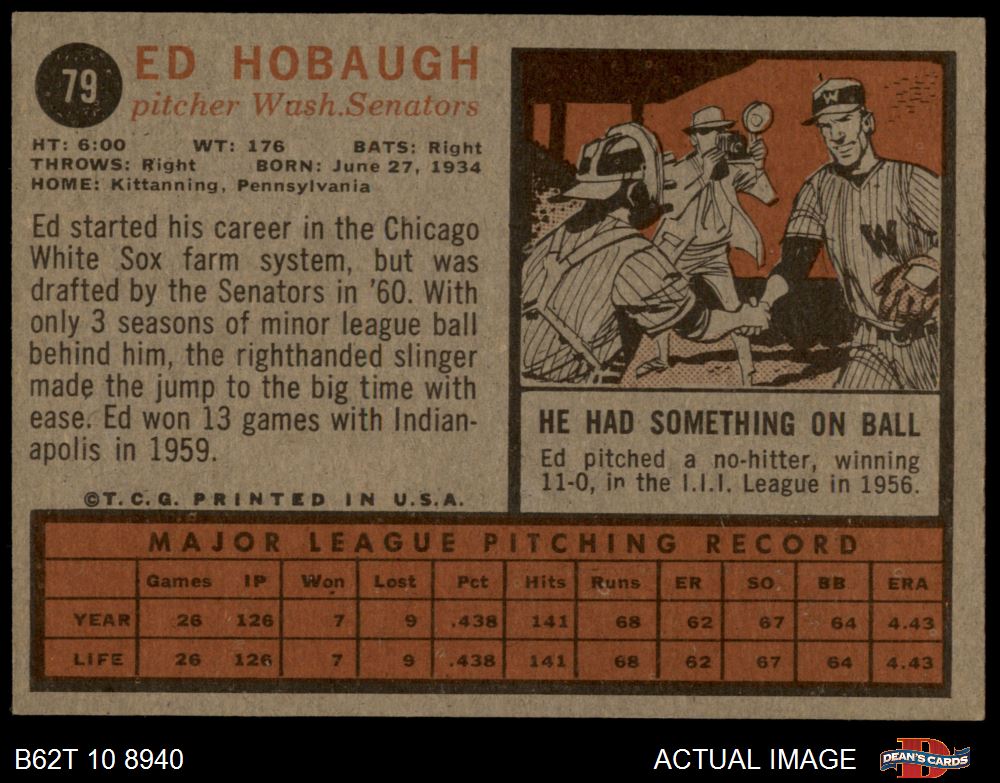 79
ED HOBAUGH
pitcher Wash. Senators
HT: 6:00 WT: 176 BATS: Right
THROWS: Right BORN: June 27, 1934
HOME: Kittanning, Pennsylvania
Ed started his career in the Chicago
White Sox farm system, but was
drafted by the Senators in '60. With
only 3 seasons of minor league ball
behind him, the righthanded slinger
made the jump to the big time with
ease. Ed won 13 games with Indian-
apolis in 1959.
©T.C.G. PRINTED IN U.S.A.
W
W
HE HAD SOMETHING ON BALL
Ed pitched a no-hitter, winning
11-0, in the I.I.I. League in 1956.
MAJOR LEAGUE PITCHING RECORD
Games IP Won Lost Pct Hits Runs ER SO BB ERA
YEAR 26 126 7 9 .438 141 68 62 67 64 4.43
LIFE 26 126 7 9 .438 141 68 62 67 64 4.43
B62T 10 8940
ACTUAL IMAGE
DEAN'S CARDS